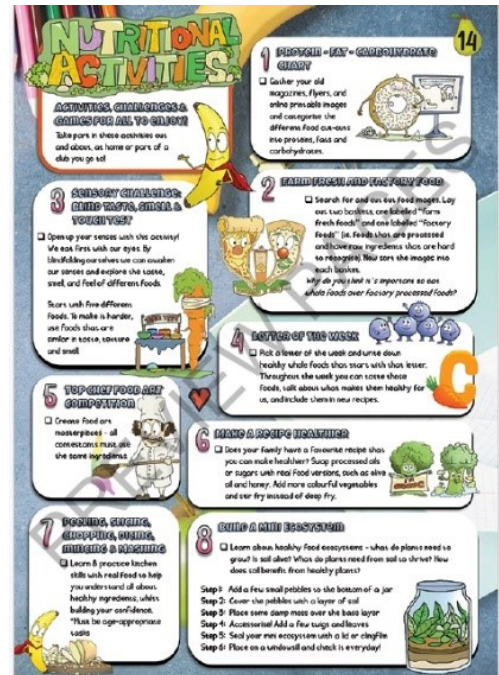 NUTRITIONAL
ACTIVITIES
14
ACTIVITIES, CHALLENGES &
GAMES FOR ALL TO ENJOY!
Take part in these activities out
and about, at home or part of a
club you go to!
1 PROTEIN - FAT - CARBOHYDRATE
CHART
Gather your old
magazines, flyers, and
online printable images
and categorise the
different food cut-outs
into proteins, fats and
carbohydrates.
2 FARM FRESH AND FACTORY FOOD
Search for and cut out food images. Lay
out two baskets, one labelled "farm
fresh foods" and one labelled "factory
foods" (ie. Foods that are processed
and have raw ingredients that are hard
to recognise). Now sort the images into
each basket.
Why do you think it's important to eat
whole foods over factory processed foods?
3 SENSORY CHALLENGE:
BLIND TASTE, SMELL &
TOUCH TEST
Open up your senses with this activity!
We eat first with our eyes. By
blindfolding ourselves we can awaken
our senses and explore the taste,
smell, and feel of different foods.
Start with five different
foods. To make it harder,
use foods that are
similar in taste, texture
and smell
4 LETTER OF THE WEEK
Pick a letter of the week and write down
healthy whole foods that starts with that letter.
Throughout the week you can taste these
foods, talk about what makes them healthy for
us, and include them in new recipes.
C
5 TOP CHEF FOOD ART
COMPETITION
Create food art
masterpieces - all
contestants must use
the same ingredients
6 MAKE A RECIPE HEALTHIER
Does your family have a favourite recipe that
you can make healthier? Swap processed oils
or sugars with real food versions, such as olive
oil and honey. Add more colourful vegetables
and stir fry instead of deep fry.
I'M
ORGANIC
7 PEELING, SLICING,
CHOPPING, DICING,
MINCING & MASHING
Learn & practice kitchen
skills with real food to help
you understand all about
healthy ingredients, whilst
building your confidence.
*Must be age-appropriate
tasks
8 BUILD A MINI ECOSYSTEM
Learn about healthy food ecosystems - what do plants need to
grow? Is soil alive? What do plants need from soil to thrive? How
does soil benefit from healthy plants?
Step 1: Add a few small pebbles to the bottom of a jar
Step 2: Cover the pebbles with a layer of soil
Step 3: Place some damp moss over the base layer
Step 4: Accessorise! Add a few twigs and leaves
Step 5: Seal your mini ecosystem with a lid or clingfilm
Step 6: Place on a windowsill and check it everyday!
PREVIEW PAGES